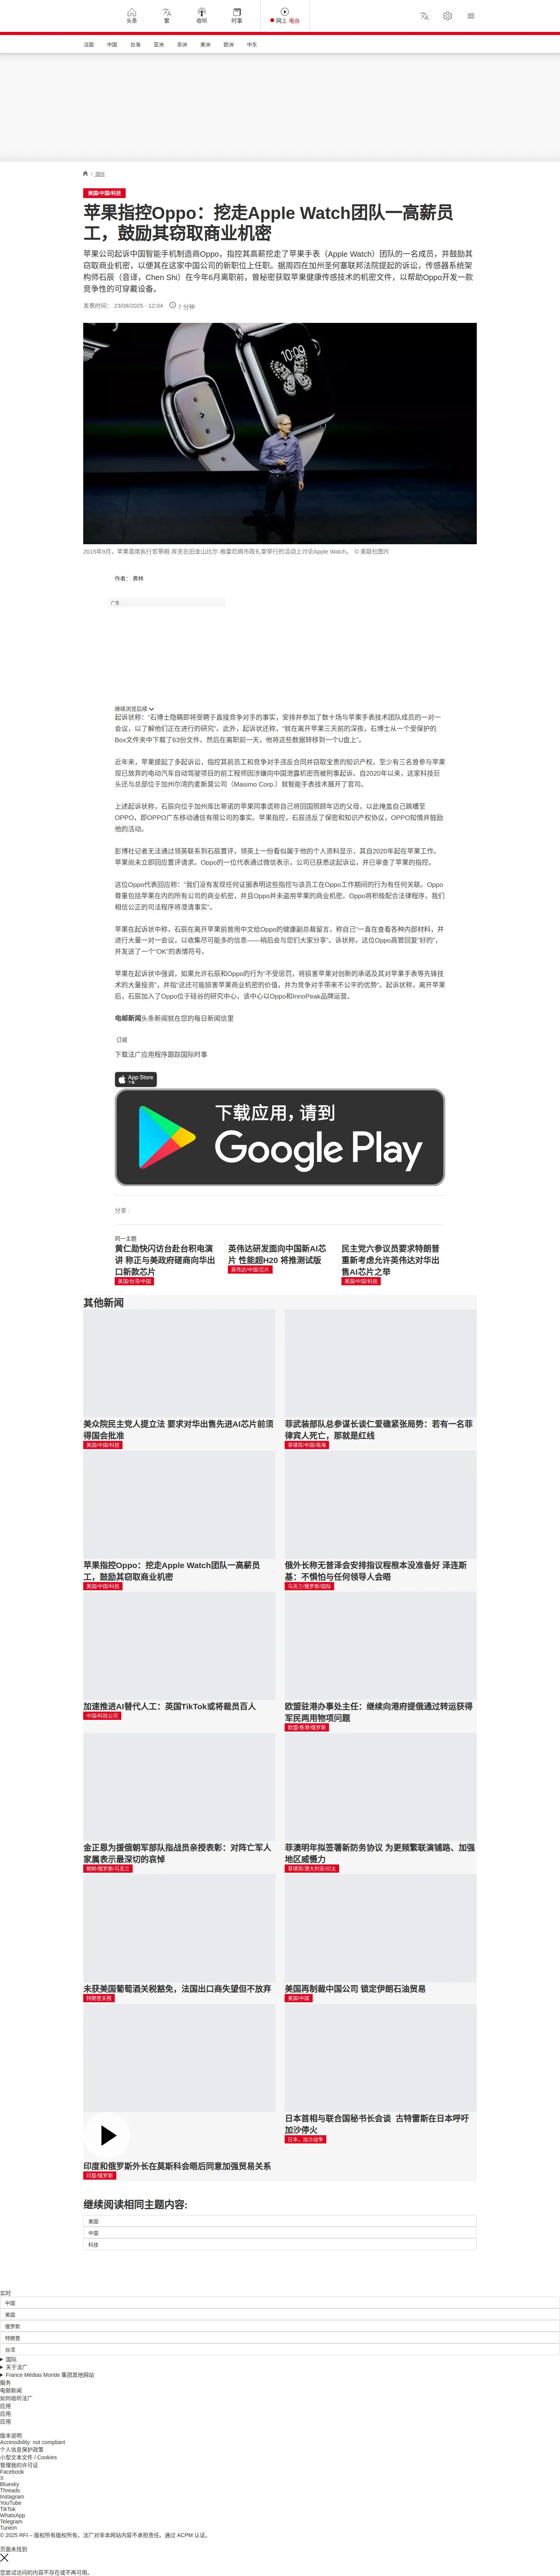 头条
繁
收听
时事
网上 电台
法国
中国
台海
亚洲
非洲
美洲
欧洲
中东
/ 国际
美国/中国/科技
苹果指控Oppo：挖走Apple Watch团队一高薪员
工，鼓励其窃取商业机密
苹果公司起诉中国智能手机制造商Oppo，指控其高薪挖走了苹果手表（Apple Watch）团队的一名成员，并鼓励其
窃取商业机密，以便其在这家中国公司的新职位上任职。据周四在加州圣何塞联邦法院提起的诉讼，传感器系统架
构师石辰（音译，Chen Shi）在今年6月离职前，曾秘密获取苹果健康传感技术的机密文件，以帮助Oppo开发一款
竞争性的可穿戴设备。
发表时间： 23/08/2025 - 12:04 7 分钟
2015年9月，苹果首席执行官蒂姆·库克在旧金山比尔·格雷厄姆市政礼堂举行的活动上讨论Apple Watch。 © 美联社图片
作者： 弗林
广告
继续浏览后续
起诉状称：“石博士隐瞒即将受聘于直接竞争对手的事实，安排并参加了数十场与苹果手表技术团队成员的一对一
会议，以了解他们正在进行的研究”。此外，起诉状还称，“就在离开苹果三天前的深夜，石博士从一个受保护的
Box文件夹中下载了63份文件。然后在离职前一天，他将这些数据转移到一个U盘上”。
近年来，苹果提起了多起诉讼，指控其前员工和竞争对手违反合同并窃取宝贵的知识产权。至少有三名曾参与苹果
现已放弃的电动汽车自动驾驶项目的前工程师因涉嫌向中国泄露机密而被刑事起诉。自2020年以来，这家科技巨
头还与总部位于加州尔湾的麦斯莫公司（Masimo Corp.）就智能手表技术展开了官司。
上述起诉状称，石辰向位于加州库比蒂诺的苹果同事谎称自己将回国照顾年迈的父母，以此掩盖自己跳槽至
OPPO，即OPPO广东移动通信有限公司的事实。苹果指控，石辰违反了保密和知识产权协议，OPPO知情并鼓励
他的活动。
彭博社记者无法通过领英联系到石辰置评，领英上一份看似属于他的个人资料显示，其自2020年起在苹果工作。
苹果尚未立即回应置评请求。Oppo的一位代表通过微信表示，公司已获悉这起诉讼，并已审查了苹果的指控。
这位Oppo代表回应称：“我们没有发现任何证据表明这些指控与该员工在Oppo工作期间的行为有任何关联。Oppo
尊重包括苹果在内的所有公司的商业机密，并且Oppo并未滥用苹果的商业机密。Oppo将积极配合法律程序，我们
相信公正的司法程序将澄清事实”。
苹果在起诉状中称，石辰在离开苹果前曾用中文给Oppo的健康副总裁留言，称自己“一直在查看各种内部材料，并
进行大量一对一会议，以收集尽可能多的信息——稍后会与您们大家分享”。诉状称，这位Oppo高管回复“好的”，
并发送了一个“OK”的表情符号。
苹果在起诉状中强调，如果允许石辰和Oppo的行为“不受惩罚，将损害苹果对创新的承诺及其对苹果手表等先锋技
术的大量投资”，并指“这还可能损害苹果商业机密的价值，并为竞争对手带来不公平的优势”。起诉状称，离开苹果
后，石辰加入了Oppo位于硅谷的研究中心，该中心以Oppo和InnoPeak品牌运营。
电邮新闻头条新闻就在您的每日新闻信里
订阅
下载法广应用程序跟踪国际时事
App Store
下载
下载应用，请到
Google Play
分享 :
同一主题
黄仁勋快闪访台赴台积电演
讲 称正与美政府磋商向华出
口新款芯片
美国/台湾/中国
英伟达研发面向中国新AI芯
片 性能超H20 将推测试版
英伟达/中国/芯片
民主党六参议员要求特朗普
重新考虑允许英伟达对华出
售AI芯片之举
美国/中国/科技
其他新闻
美众院民主党人提立法 要求对华出售先进AI芯片前须
得国会批准
美国/中国/科技
菲武装部队总参谋长谈仁爱礁紧张局势：若有一名菲
律宾人死亡，那就是红线
菲律宾/中国/南海
苹果指控Oppo：挖走Apple Watch团队一高薪员
工，鼓励其窃取商业机密
美国/中国/科技
俄外长称无普泽会安排指议程根本没准备好 泽连斯
基：不惧怕与任何领导人会晤
乌克兰/俄罗斯/国际
加速推进AI替代人工：英国TikTok或将裁员百人
中国/科技公司
欧盟驻港办事处主任：继续向港府提俄通过转运获得
军民两用物项问题
欧盟/香港/俄罗斯
金正恩为援俄朝军部队指战员亲授表彰：对阵亡军人
家属表示最深切的哀悼
朝鲜/俄罗斯/乌克兰
菲澳明年拟签署新防务协议 为更频繁联演铺路、加强
地区威慑力
菲律宾/澳大利亚/印太
未获美国葡萄酒关税豁免，法国出口商失望但不放弃
特朗普关税
美国再制裁中国公司 锁定伊朗石油贸易
美国/中国
印度和俄罗斯外长在莫斯科会晤后同意加强贸易关系
印度/俄罗斯
日本首相与联合国秘书长会谈 古特雷斯在日本呼吁
加沙停火
日本，加沙战争
继续阅读相同主题内容:
美国
中国
科技
实时
中国
美国
俄罗斯
特朗普
台湾
国际
关于法广
France Médias Monde 集团其他网站
服务
电邮新闻
如何收听法广
应用
应用
应用
版本说明
Accessibility: not compliant
个人信息保护政策
小型文本文件 / Cookies
管理我的许可证
Facebook
X
Bluesky
Threads
Instagram
YouTube
TikTok
WhatsApp
Telegram
TuneIn
© 2025 RFI – 版权所有版权所有。法广对非本网站内容不承担责任。通过 ACPM 认证。
页面未找到
您尝试访问的内容不存在或不再可用。